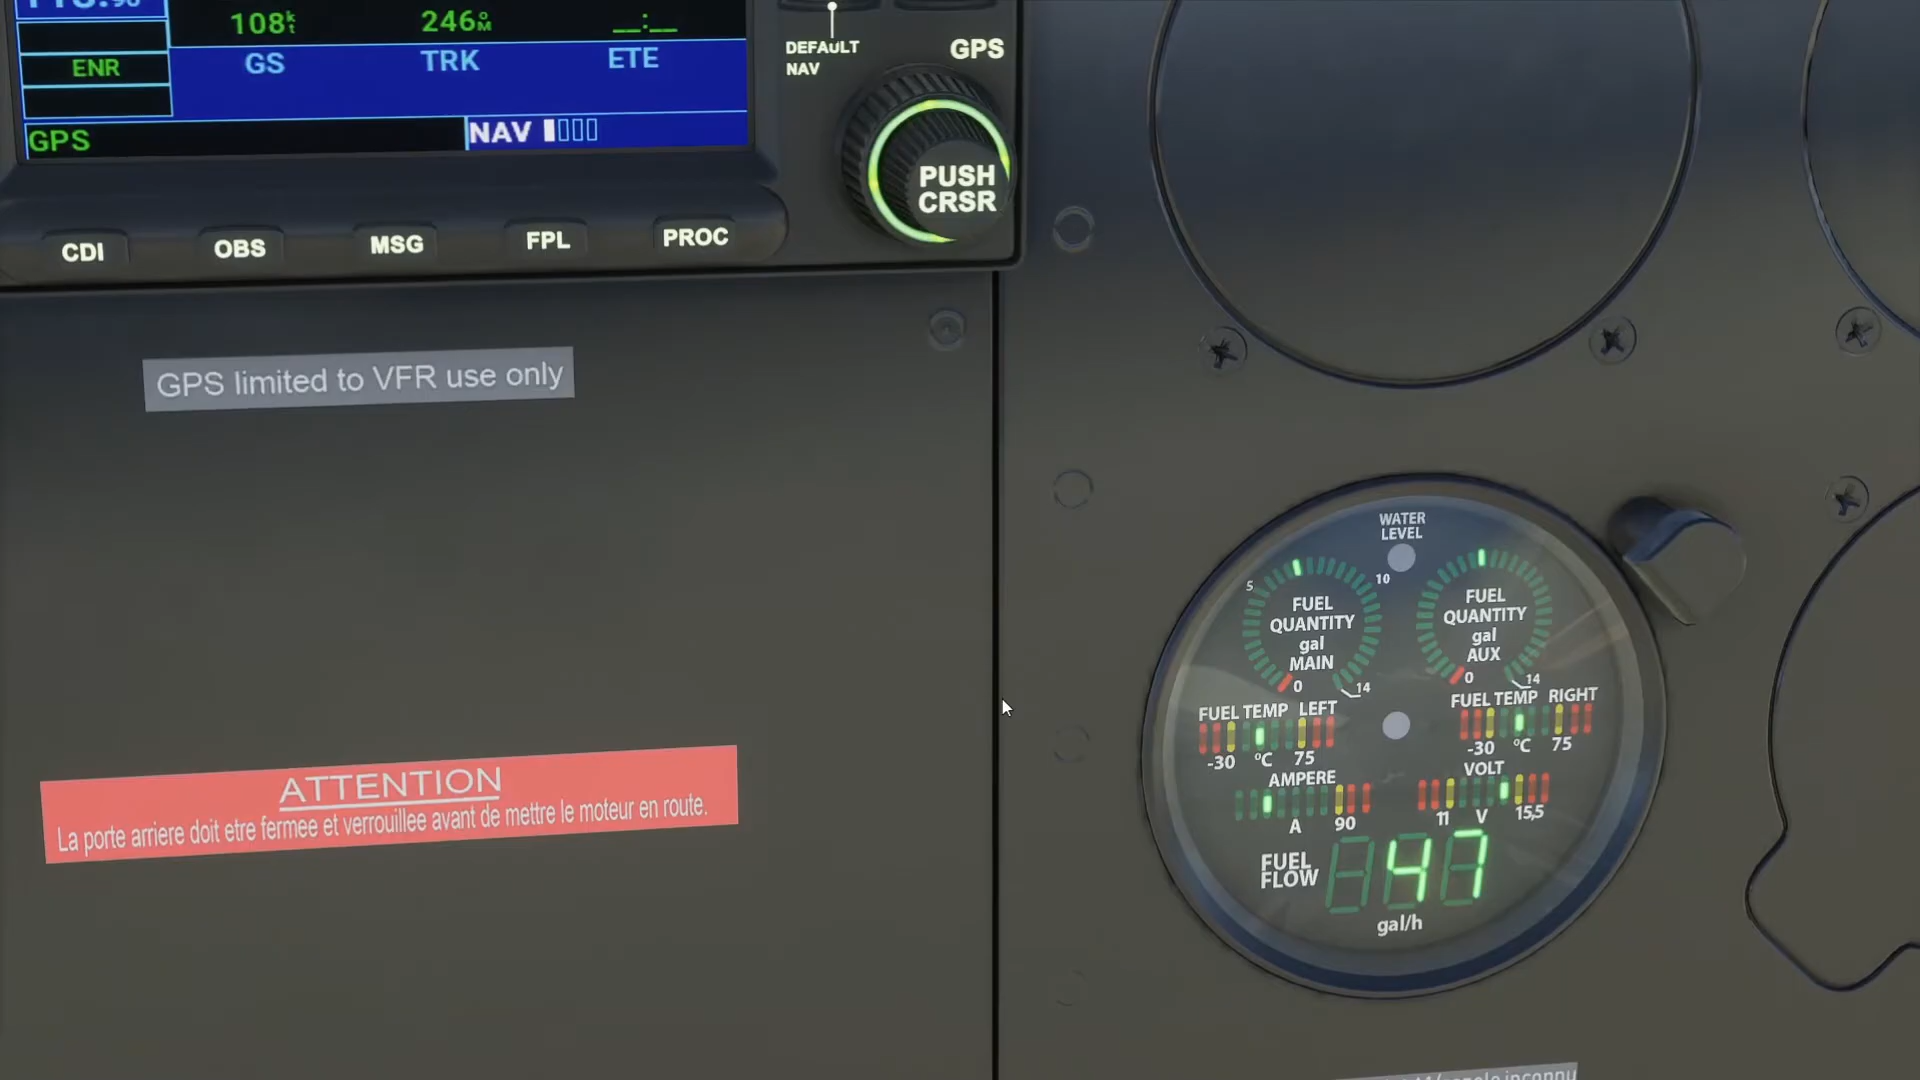 108kt 246°M __:__
ENR GS TRK ETE
GPS NAV
DEFAULT
NAV
GPS
PUSH
CRSR
CDI OBS MSG FPL PROC
GPS limited to VFR use only
ATTENTION
La porte arriere doit etre fermee et verrouillee avant de mettre le moteur en route.
WATER
LEVEL
5 10
FUEL
QUANTITY
gal
MAIN
0 14
FUEL
QUANTITY
gal
AUX
0 14
FUEL TEMP LEFT
-30 °C 75
FUEL TEMP RIGHT
-30 °C 75
AMPERE
A 90
VOLT
11 V 15,5
FUEL
FLOW
47
gal/h